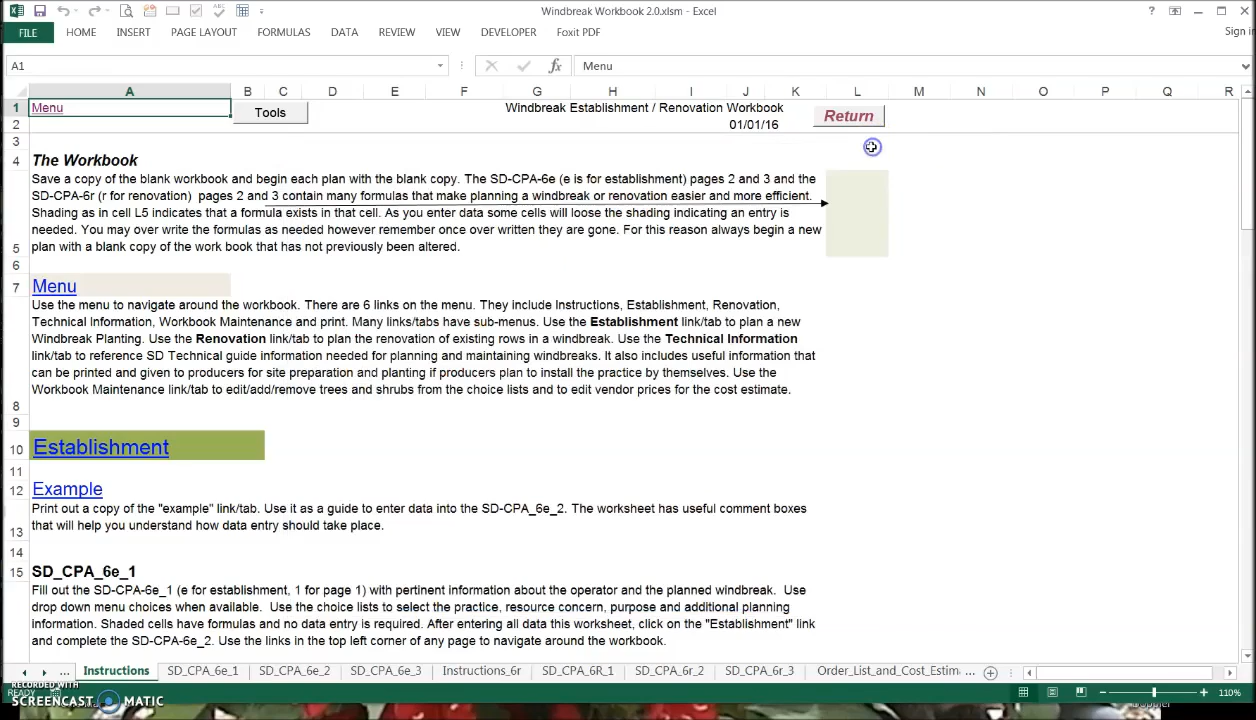 Windbreak Workbook 2.0.xlsm - Excel
FILE HOME INSERT PAGE LAYOUT FORMULAS DATA REVIEW VIEW DEVELOPER Foxit PDF Sign in
A1 fx Menu
A B C D E F G H I J K L M N O P Q R
1 Menu Tools Windbreak Establishment / Renovation Workbook Return
2 01/01/16
3
4 The Workbook
Save a copy of the blank workbook and begin each plan with the blank copy. The SD-CPA-6e (e is for establishment) pages 2 and 3 and the
SD-CPA-6r (r for renovation) pages 2 and 3 contain many formulas that make planning a windbreak or renovation easier and more efficient.
Shading as in cell L5 indicates that a formula exists in that cell. As you enter data some cells will loose the shading indicating an entry is
needed. You may over write the formulas as needed however remember once over written they are gone. For this reason always begin a new
5 plan with a blank copy of the work book that has not previously been altered.
6
7 Menu
Use the menu to navigate around the workbook. There are 6 links on the menu. They include Instructions, Establishment, Renovation,
Technical Information, Workbook Maintenance and print. Many links/tabs have sub-menus. Use the Establishment link/tab to plan a new
Windbreak Planting. Use the Renovation link/tab to plan the renovation of existing rows in a windbreak. Use the Technical Information
link/tab to reference SD Technical guide information needed for planning and maintaining windbreaks. It also includes useful information that
can be printed and given to producers for site preparation and planting if producers plan to install the practice by themselves. Use the
Workbook Maintenance link/tab to edit/add/remove trees and shrubs from the choice lists and to edit vendor prices for the cost estimate.
8
9
10 Establishment
11
12 Example
Print out a copy of the "example" link/tab. Use it as a guide to enter data into the SD-CPA_6e_2. The worksheet has useful comment boxes
13 that will help you understand how data entry should take place.
14
15 SD_CPA_6e_1
Fill out the SD-CPA-6e_1 (e for establishment, 1 for page 1) with pertinent information about the operator and the planned windbreak. Use
drop down menu choices when available. Use the choice lists to select the practice, resource concern, purpose and additional planning
information. Shaded cells have formulas and no data entry is required. After entering all data this worksheet, click on the "Establishment" link
and complete the SD-CPA-6e_2. Use the links in the top left corner of any page to navigate around the workbook.
... Instructions SD_CPA_6e_1 SD_CPA_6e_2 SD_CPA_6e_3 Instructions_6r SD_CPA_6R_1 SD_CPA_6r_2 SD_CPA_6r_3 Order_List_and_Cost_Estim ...
READY 110%
RECORDED WITH
SCREENCAST MATIC